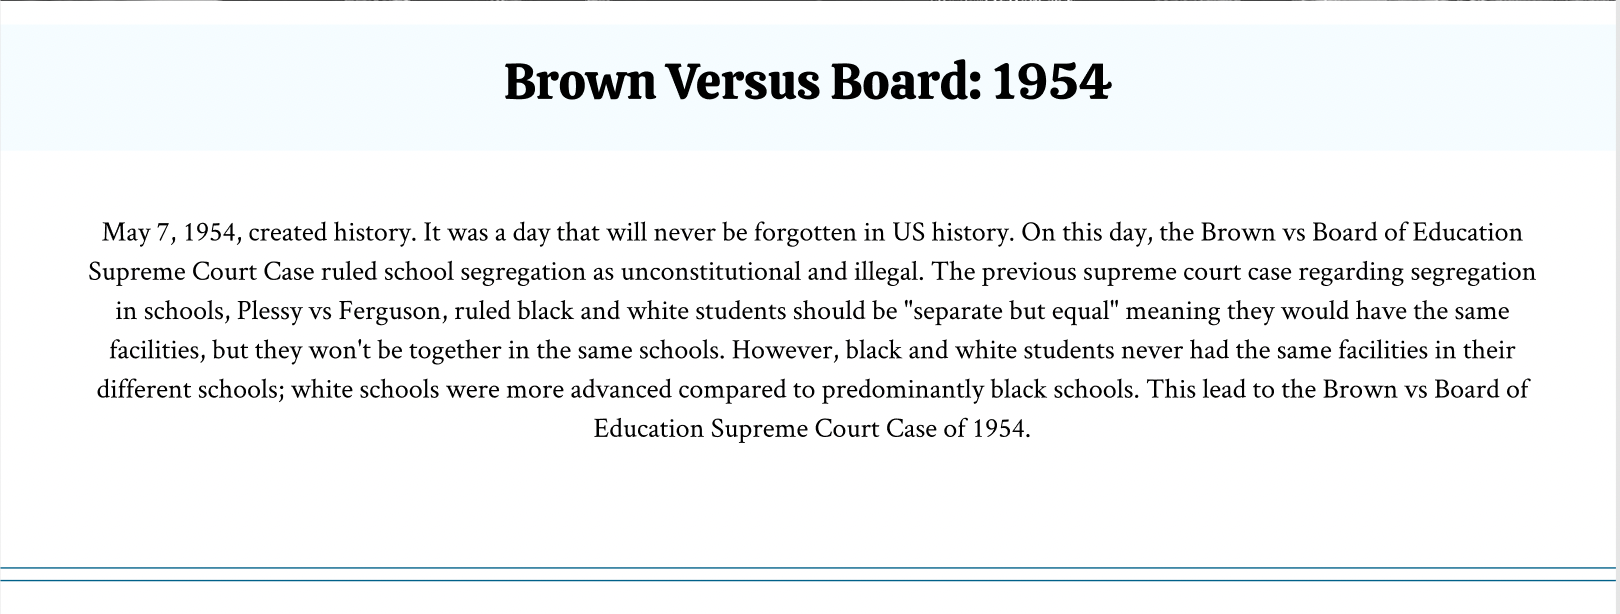 Brown Versus Board: 1954
May 7, 1954, created history. It was a day that will never be forgotten in US history. On this day, the Brown vs Board of Education
Supreme Court Case ruled school segregation as unconstitutional and illegal. The previous supreme court case regarding segregation
in schools, Plessy vs Ferguson, ruled black and white students should be "separate but equal" meaning they would have the same
facilities, but they won't be together in the same schools. However, black and white students never had the same facilities in their
different schools; white schools were more advanced compared to predominantly black schools. This lead to the Brown vs Board of
Education Supreme Court Case of 1954.